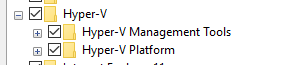 Hyper-V
Hyper-V Management Tools
Hyper-V Platform